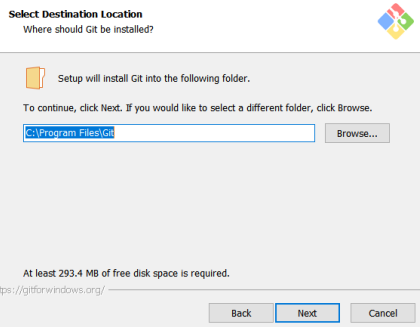 Select Destination Location
Where should Git be installed?
Setup will install Git into the following folder.
To continue, click Next. If you would like to select a different folder, click Browse.
C:\Program Files\Git
Browse...
At least 293.4 MB of free disk space is required.
tps://gitforwindows.org/
Back
Next
Cancel